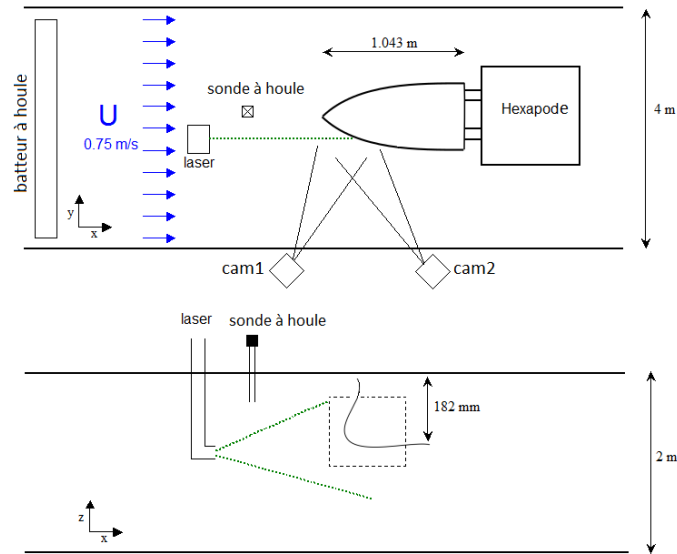 1.043 m
batteur à houle
sonde à houle
Hexapode
U
4 m
0.75 m/s
laser
y
x
cam1
cam2
laser
sonde à houle
182 mm
2 m
z
x